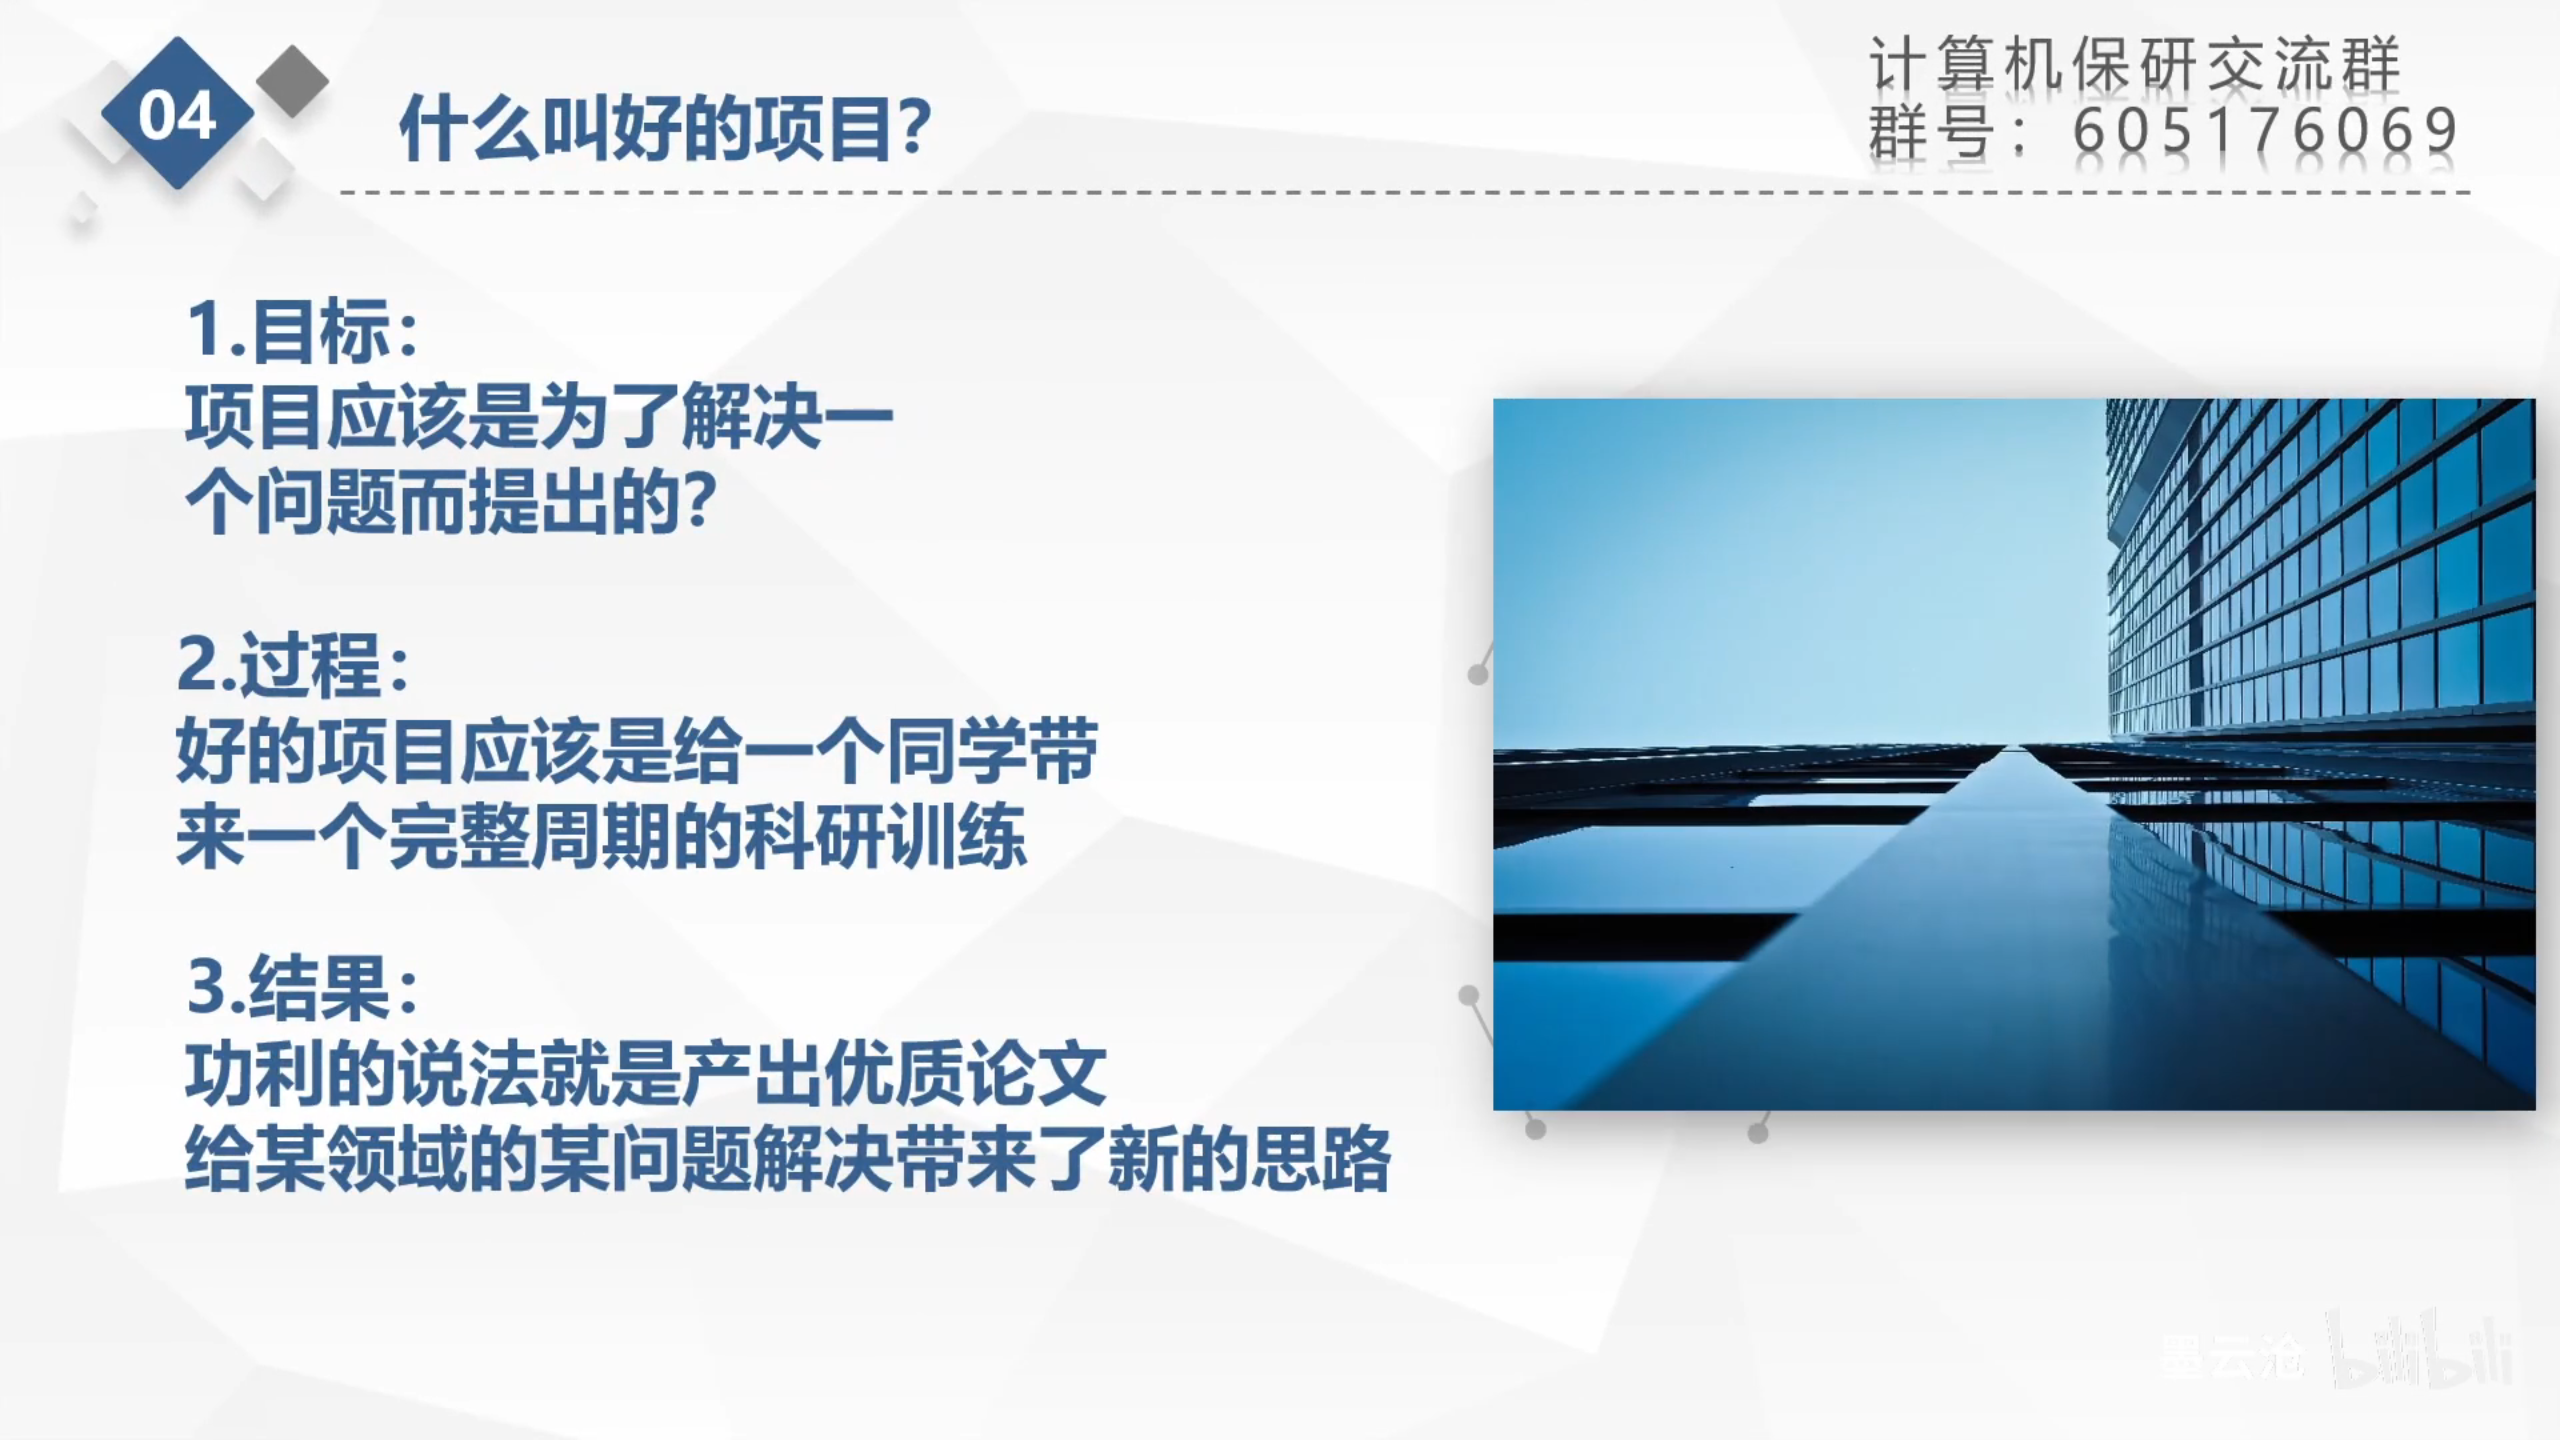 04
什么叫好的项目？
计算机保研交流群
群号：605176069
1.目标：
项目应该是为了解决一
个问题而提出的？
2.过程：
好的项目应该是给一个同学带
来一个完整周期的科研训练
3.结果：
功利的说法就是产出优质论文
给某领域的某问题解决带来了新的思路
墨云沧 bilibili